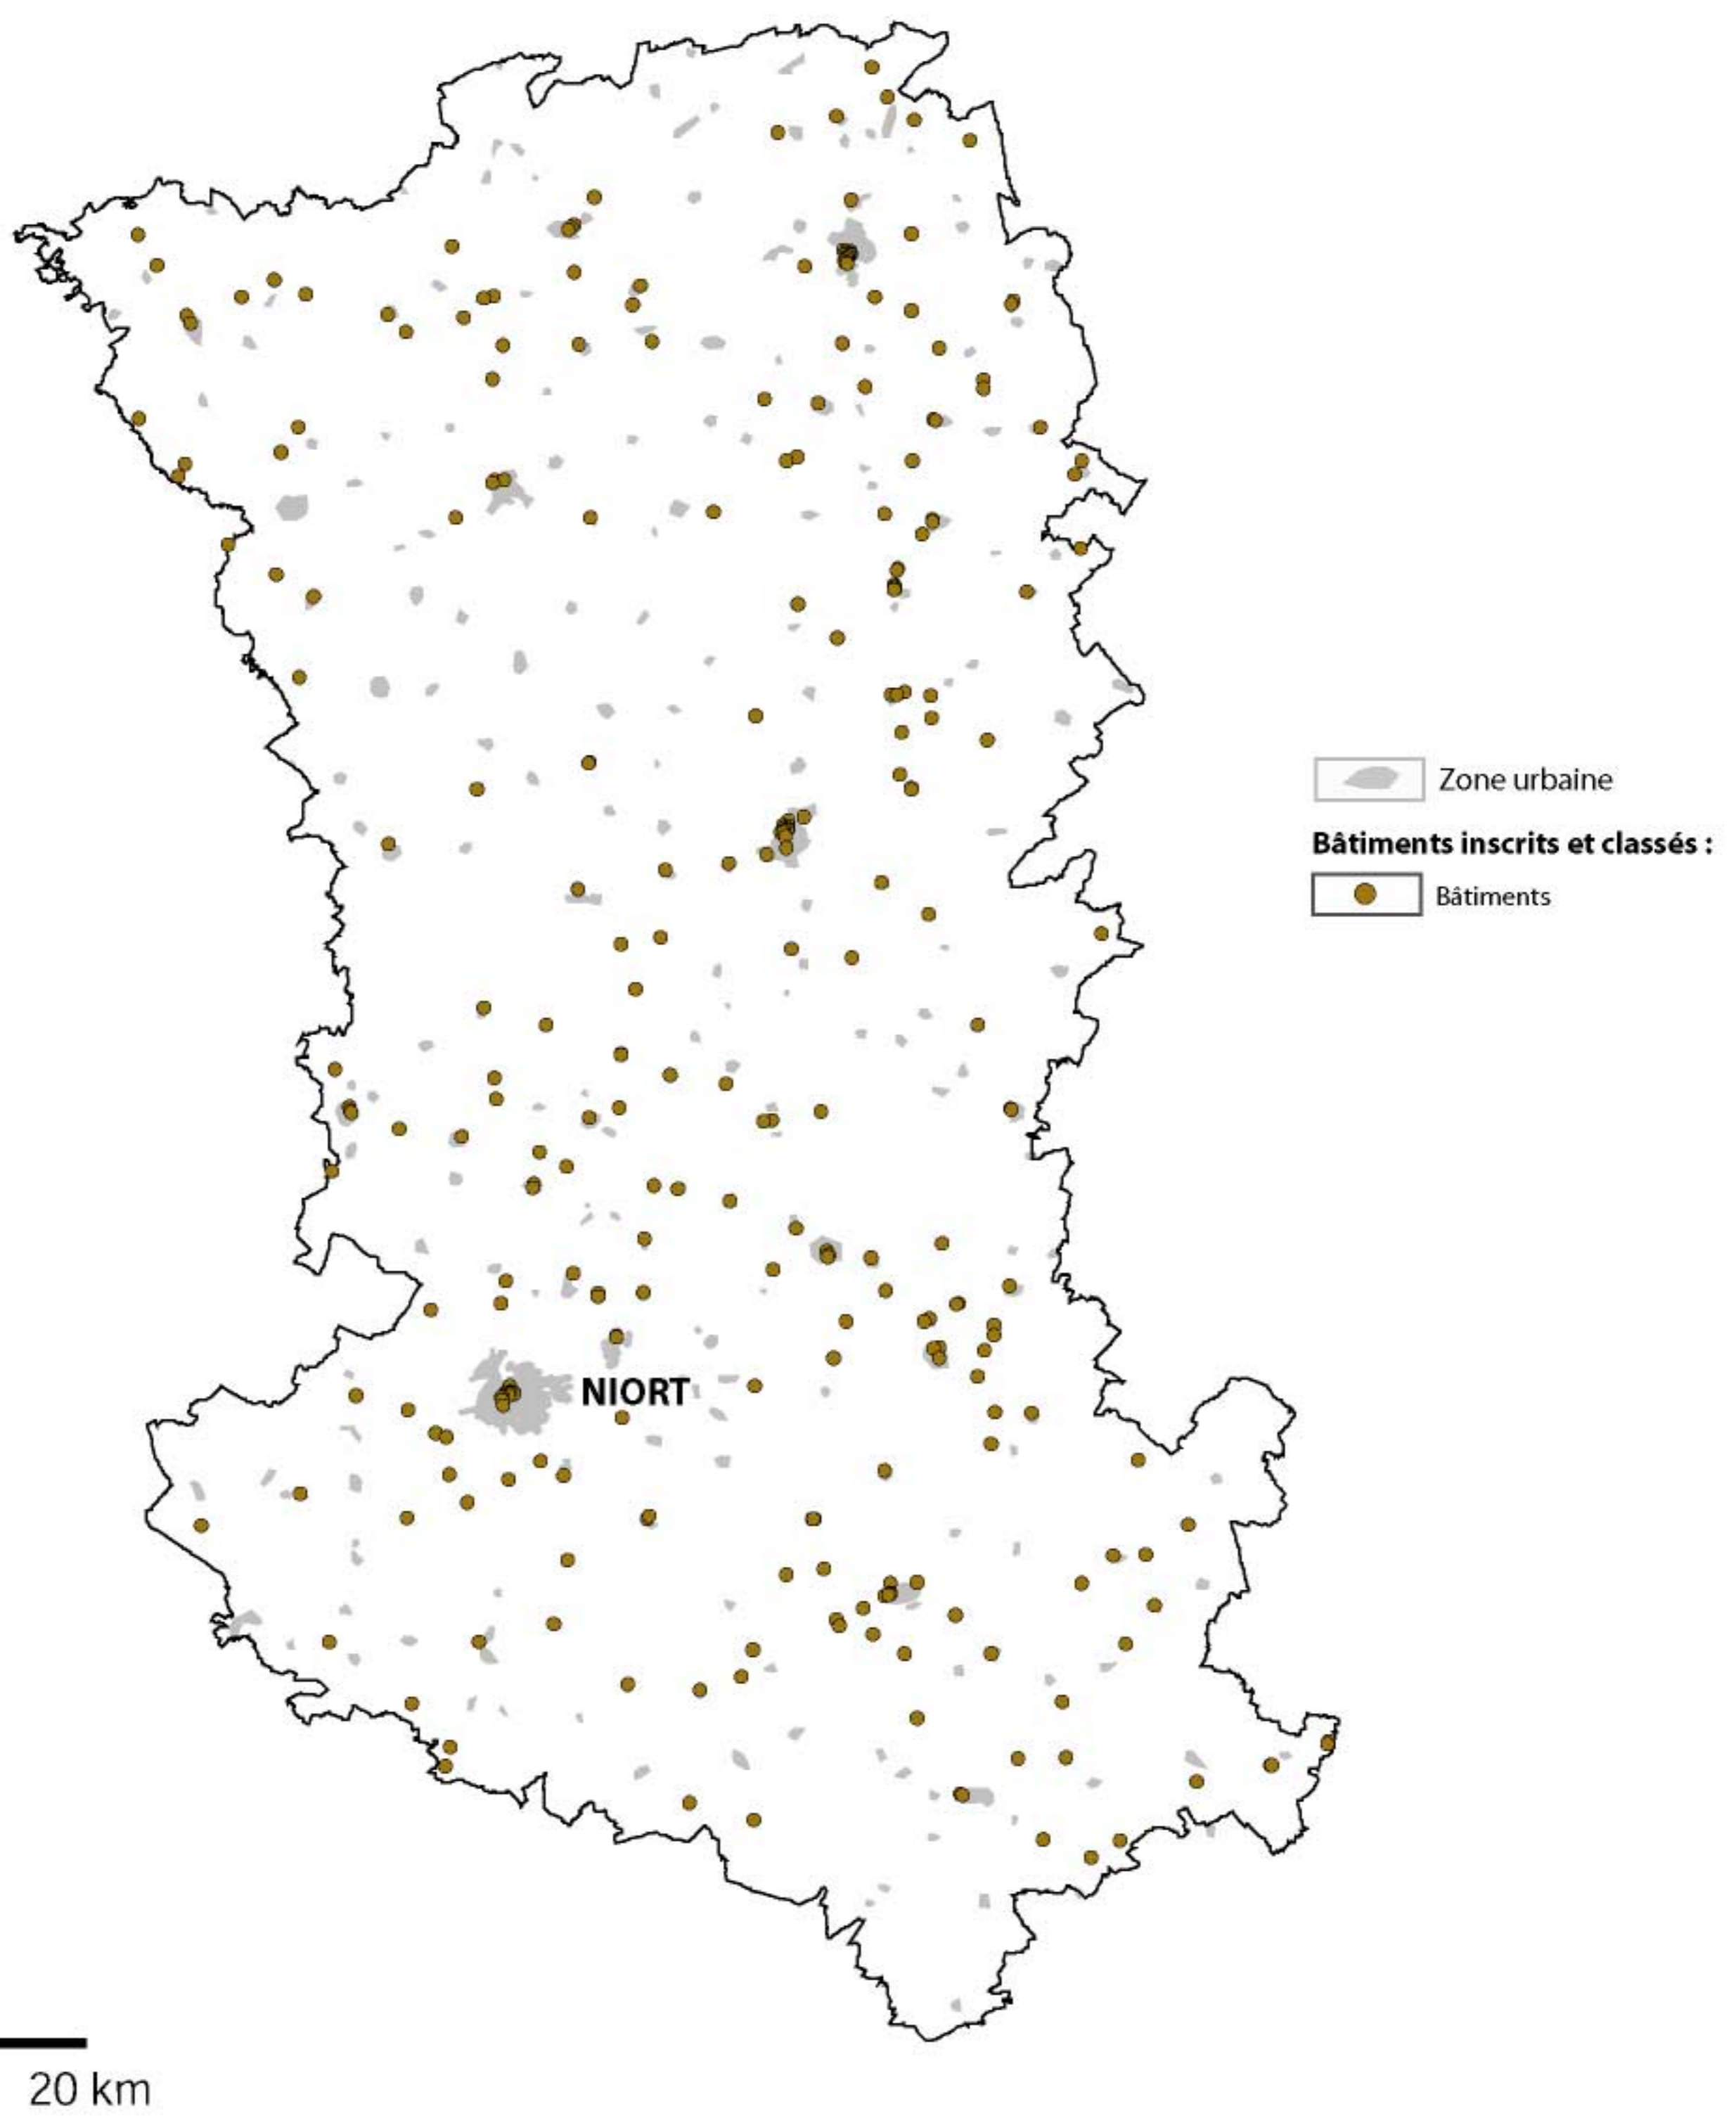 Zone urbaine
Bâtiments inscrits et classés :
Bâtiments
NIORT
20 km